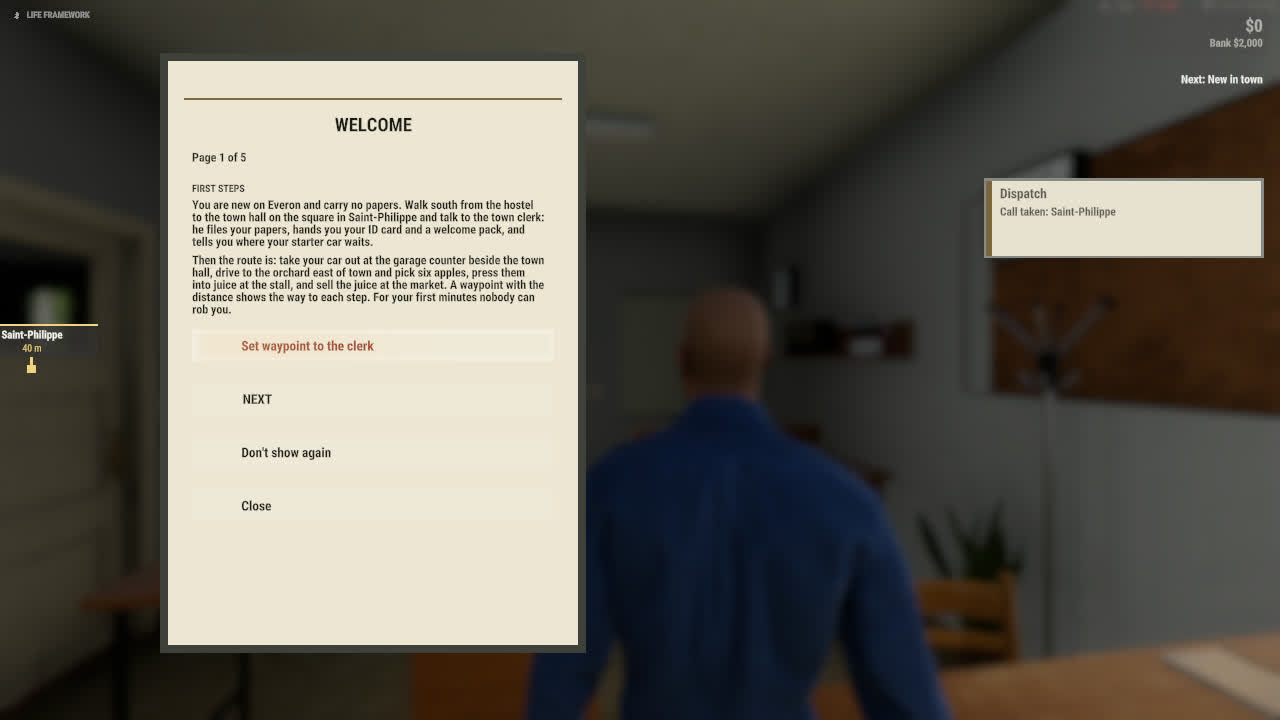 LIFE FRAMEWORK
$0
Bank $2,000
Next: New in town
WELCOME
Page 1 of 5
FIRST STEPS
You are new on Everon and carry no papers. Walk south from the hostel
to the town hall on the square in Saint-Philippe and talk to the town clerk:
he files your papers, hands you your ID card and a welcome pack, and
tells you where your starter car waits.
Then the route is: take your car out at the garage counter beside the town
hall, drive to the orchard east of town and pick six apples, press them
into juice at the stall, and sell the juice at the market. A waypoint with the
distance shows the way to each step. For your first minutes nobody can
rob you.
Set waypoint to the clerk
NEXT
Don't show again
Close
Dispatch
Call taken: Saint-Philippe
Saint-Philippe
40 m